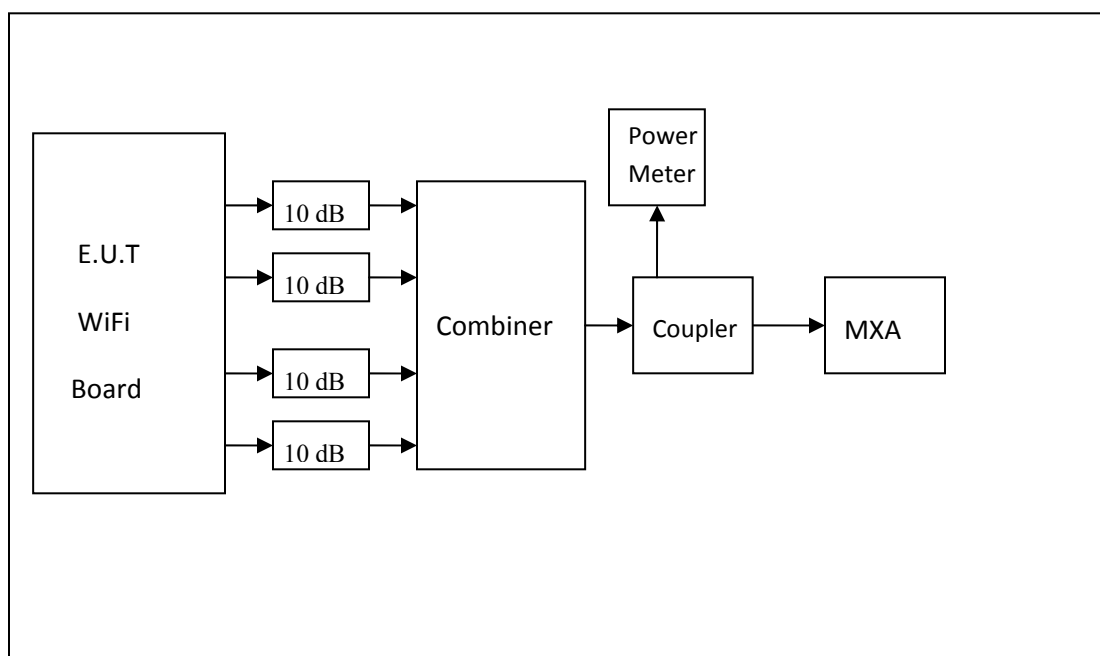 E.U.T
WiFi
Board
10 dB
10 dB
10 dB
10 dB
Combiner
Power
Meter
Coupler
MXA